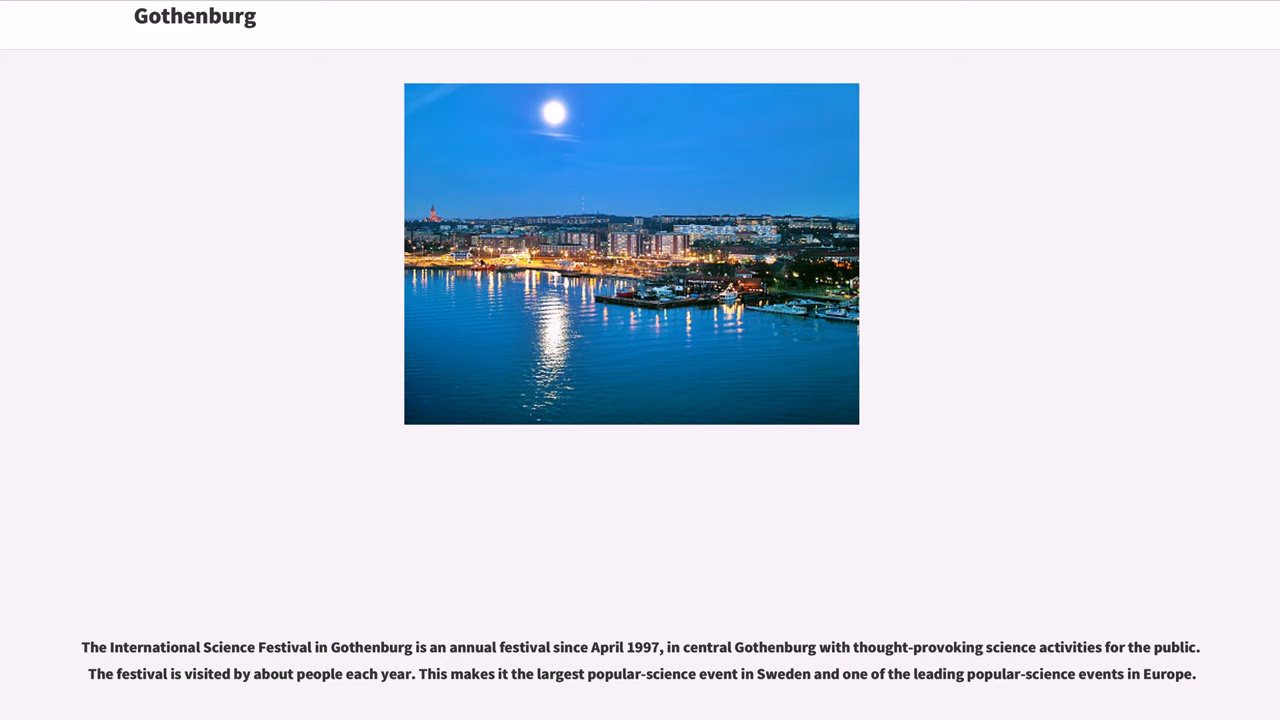 Gothenburg
The International Science Festival in Gothenburg is an annual festival since April 1997, in central Gothenburg with thought-provoking science activities for the public.
The festival is visited by about people each year. This makes it the largest popular-science event in Sweden and one of the leading popular-science events in Europe.